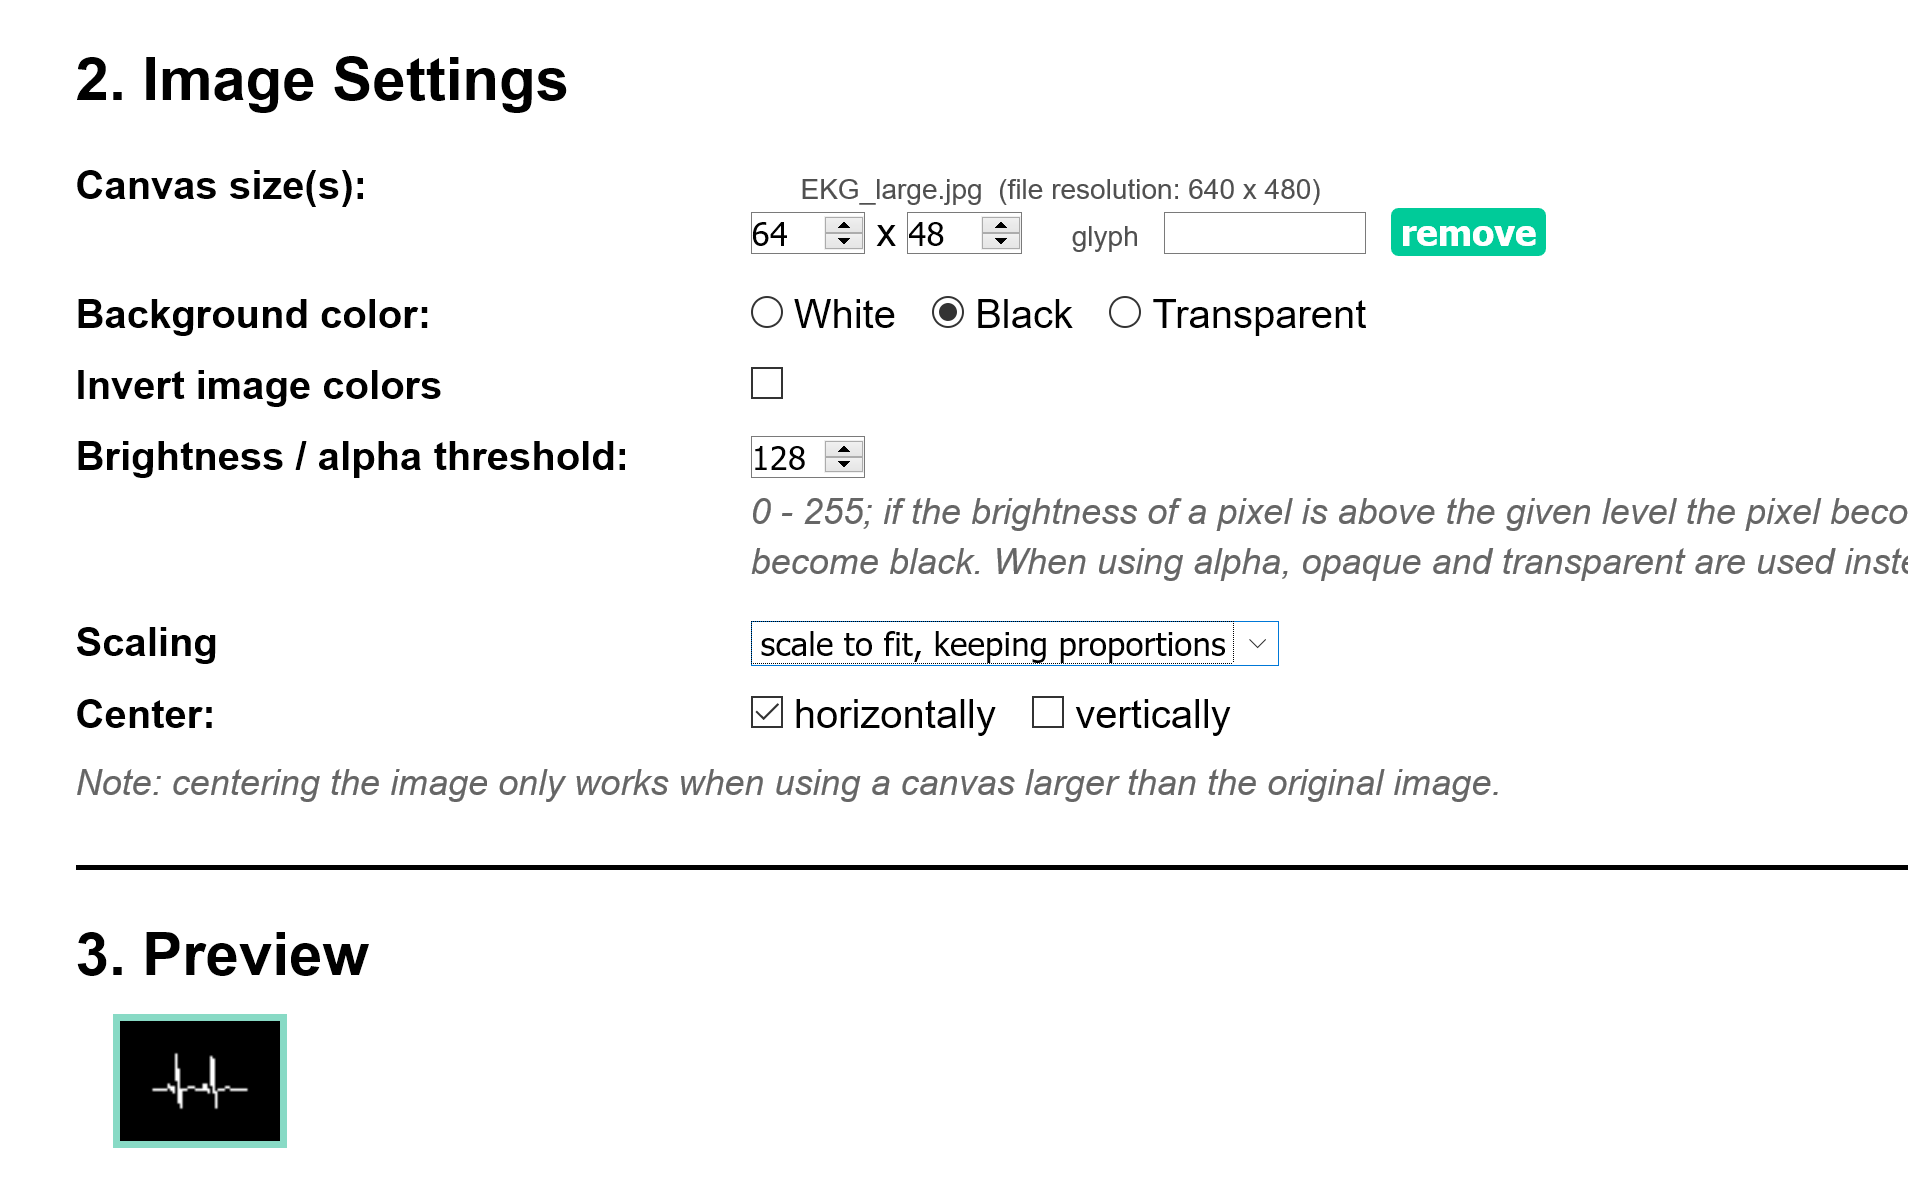 2. Image Settings
Canvas size(s):
EKG_large.jpg (file resolution: 640 x 480)
64 x 48 glyph remove
Background color: White Black Transparent
Invert image colors
Brightness / alpha threshold: 128
0 - 255; if the brightness of a pixel is above the given level the pixel
become black. When using alpha, opaque and transparent are used
Scaling scale to fit, keeping proportions
Center: horizontally vertically
Note: centering the image only works when using a canvas larger than the original image.
3. Preview